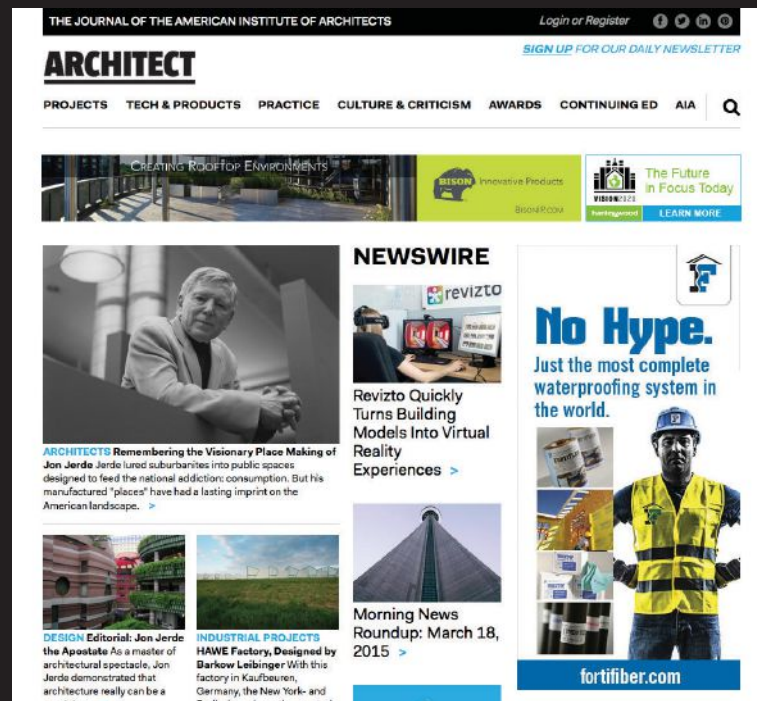 THE JOURNAL OF THE AMERICAN INSTITUTE OF ARCHITECTS
Login or Register
ARCHITECT
SIGN UP FOR OUR DAILY NEWSLETTER
PROJECTS TECH & PRODUCTS PRACTICE CULTURE & CRITICISM AWARDS CONTINUING ED AIA
CREATING ROOFTOP ENVIRONMENTS
BISON Innovative Products
BISONIP.COM
VISION2020
The Future
in Focus Today
LEARN MORE
ARCHITECTS Remembering the Visionary Place Making of
Jon Jerde Jerde lured suburbanites into public spaces
designed to feed the national addiction: consumption. But his
manufactured "places" have had a lasting imprint on the
American landscape. >
DESIGN Editorial: Jon Jerde
the Apostate As a master of
architectural spectacle, Jon
Jerde demonstrated that
architecture really can be a
INDUSTRIAL PROJECTS
HAWE Factory, Designed by
Barkow Leibinger With this
factory in Kaufbeuren,
Germany, the New York- and
NEWSWIRE
revizto
Revizto Quickly
Turns Building
Models Into Virtual
Reality
Experiences >
Morning News
Roundup: March 18,
2015 >
No Hype.
Just the most complete
waterproofing system in
the world.
fortifiber.com